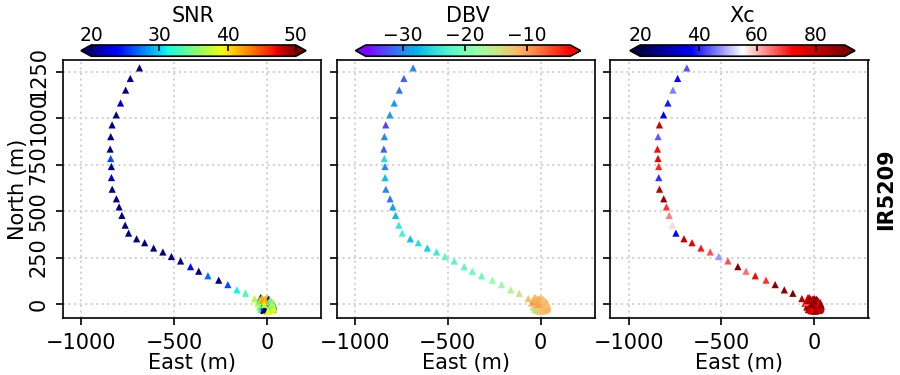 SNR DBV Xc
20 30 40 50 −30 −20 −10 20 40 60 80
North (m)
1250
1000
750
500
250
0
IR5209
−1000 −500 0 −1000 −500 0 −1000 −500 0
East (m) East (m) East (m)